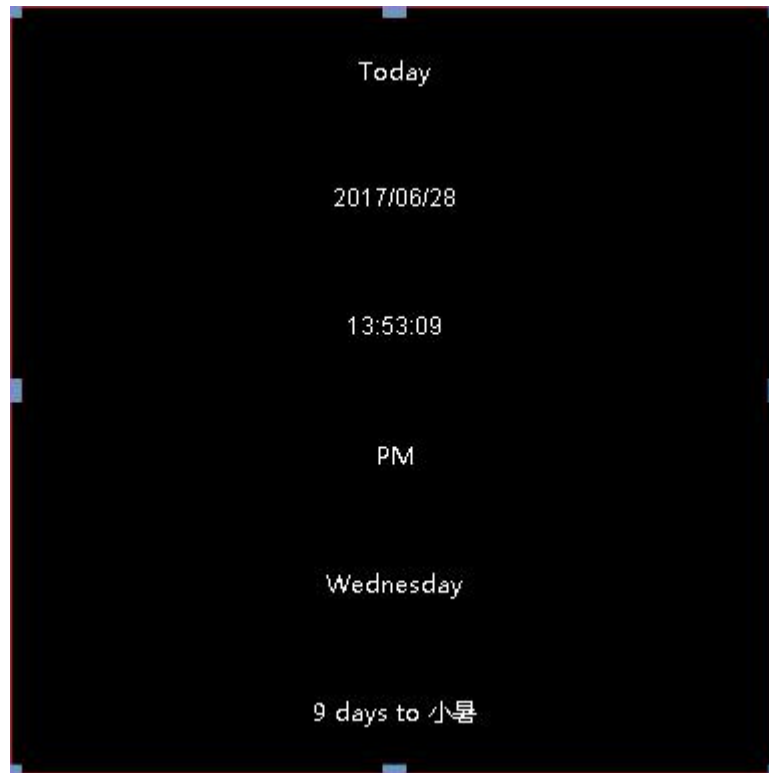 Today
2017/06/28
13:53:09
PM
Wednesday
9 days to 小暑